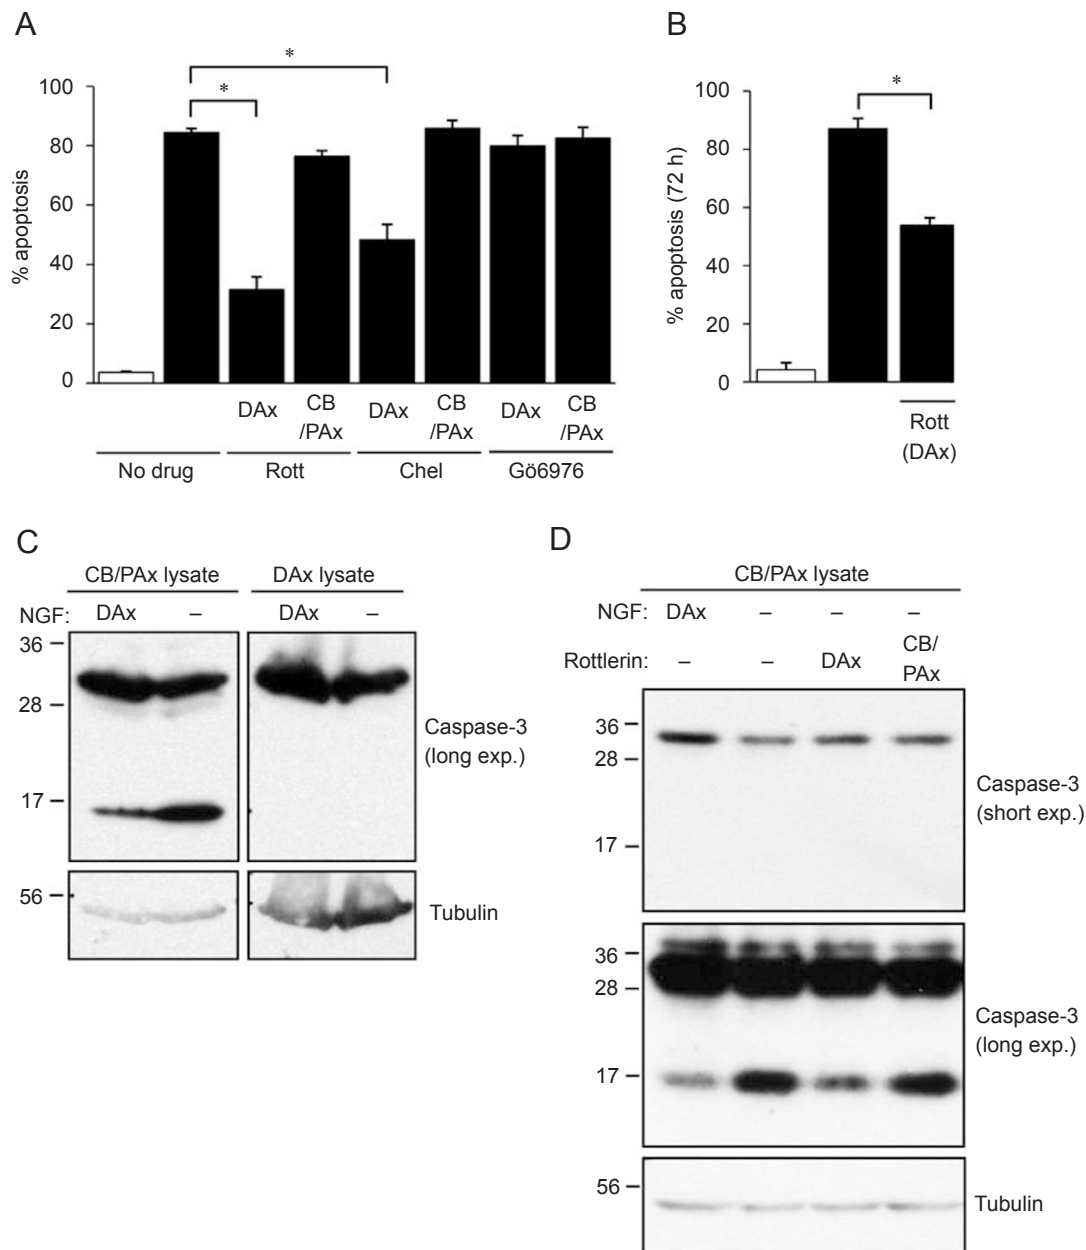 A
% apoptosis
100
80
60
40
20
0
*
*
DAx
CB
/PAx
DAx
CB
/PAx
DAx
CB
/PAx
No drug
Rott
Chel
Gö6976
B
% apoptosis (72 h)
100
80
60
40
20
0
*
Rott
(DAx)
C
CB/PAx lysate
DAx lysate
NGF: DAx – DAx –
36
28
17
Caspase-3
(long exp.)
56
Tubulin
D
CB/PAx lysate
NGF: DAx – – –
Rottlerin: – – DAx CB/
PAx
36
28
17
Caspase-3
(short exp.)
36
28
17
Caspase-3
(long exp.)
56
Tubulin